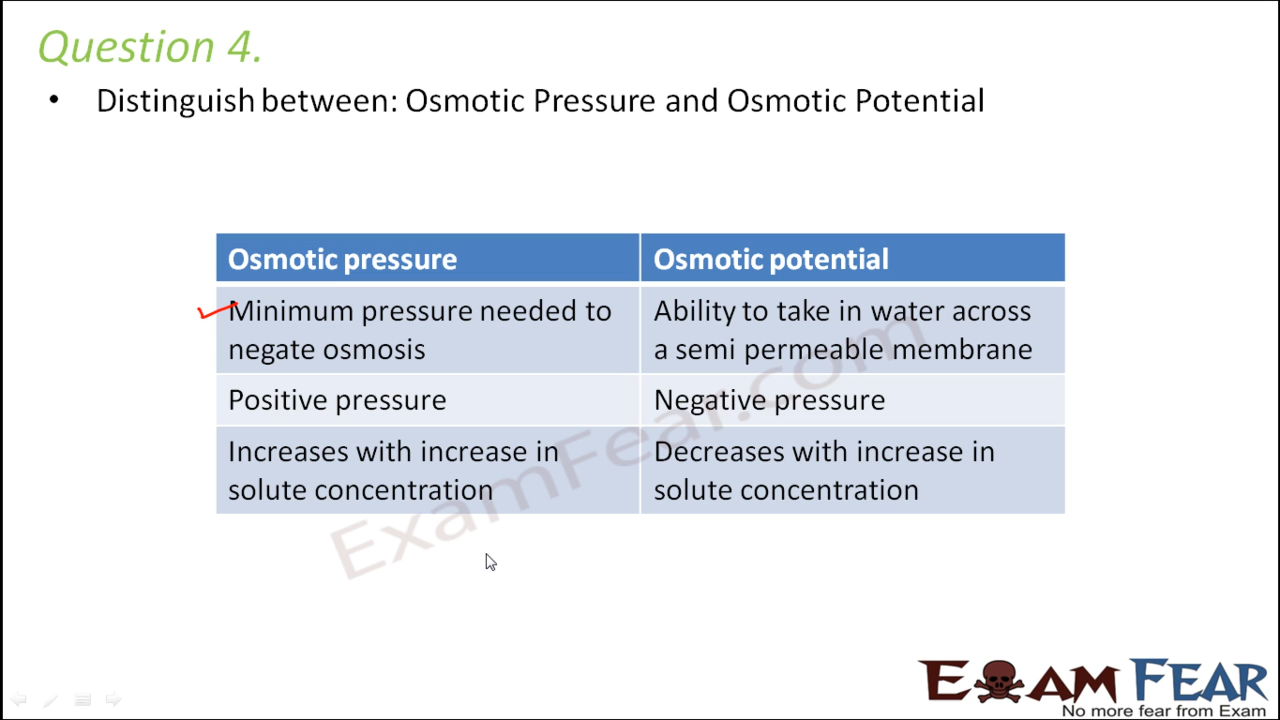 Question 4.
• Distinguish between: Osmotic Pressure and Osmotic Potential
Osmotic pressure
Osmotic potential
Minimum pressure needed to
negate osmosis
Ability to take in water across
a semi permeable membrane
Positive pressure
Negative pressure
Increases with increase in
solute concentration
Decreases with increase in
solute concentration
ExamFear.com
EXAM FEAR
No more fear from Exam